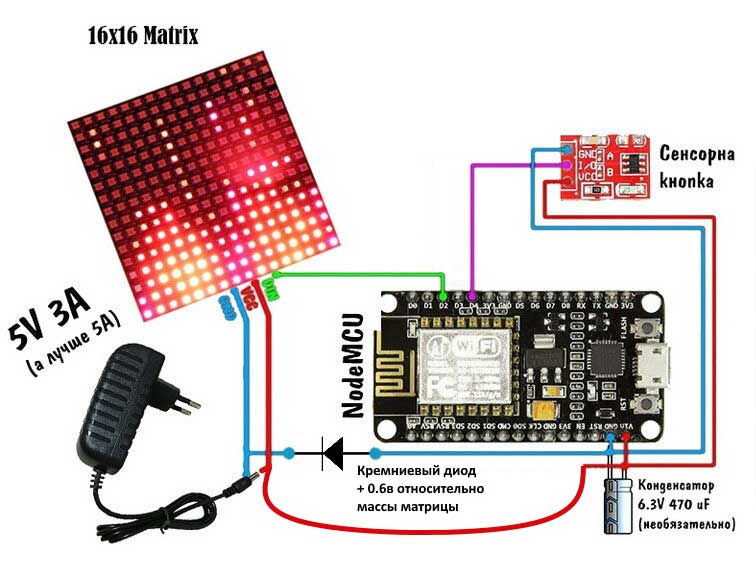 16x16 Matrix
GND
I/O
VCC
A
B
Сенсорна
кнопка
GND
VCC
DIN
5V 3A
(а лучше 5А)
NodeMCU
D0 D1 D2 D3 D4 3V3 GND D5 D6 D7 D8 RX TX GND 3V3
WiFi
FLASH
RST
A0 RSV RSV SD3 SD2 SD1 CMD SD0 CLK GND 3V3 EN RST GND Vin
Кремниевый диод
+ 0.6в относительно
массы матрицы
Конденсатор
6.3V 470 uF
(необязательно)